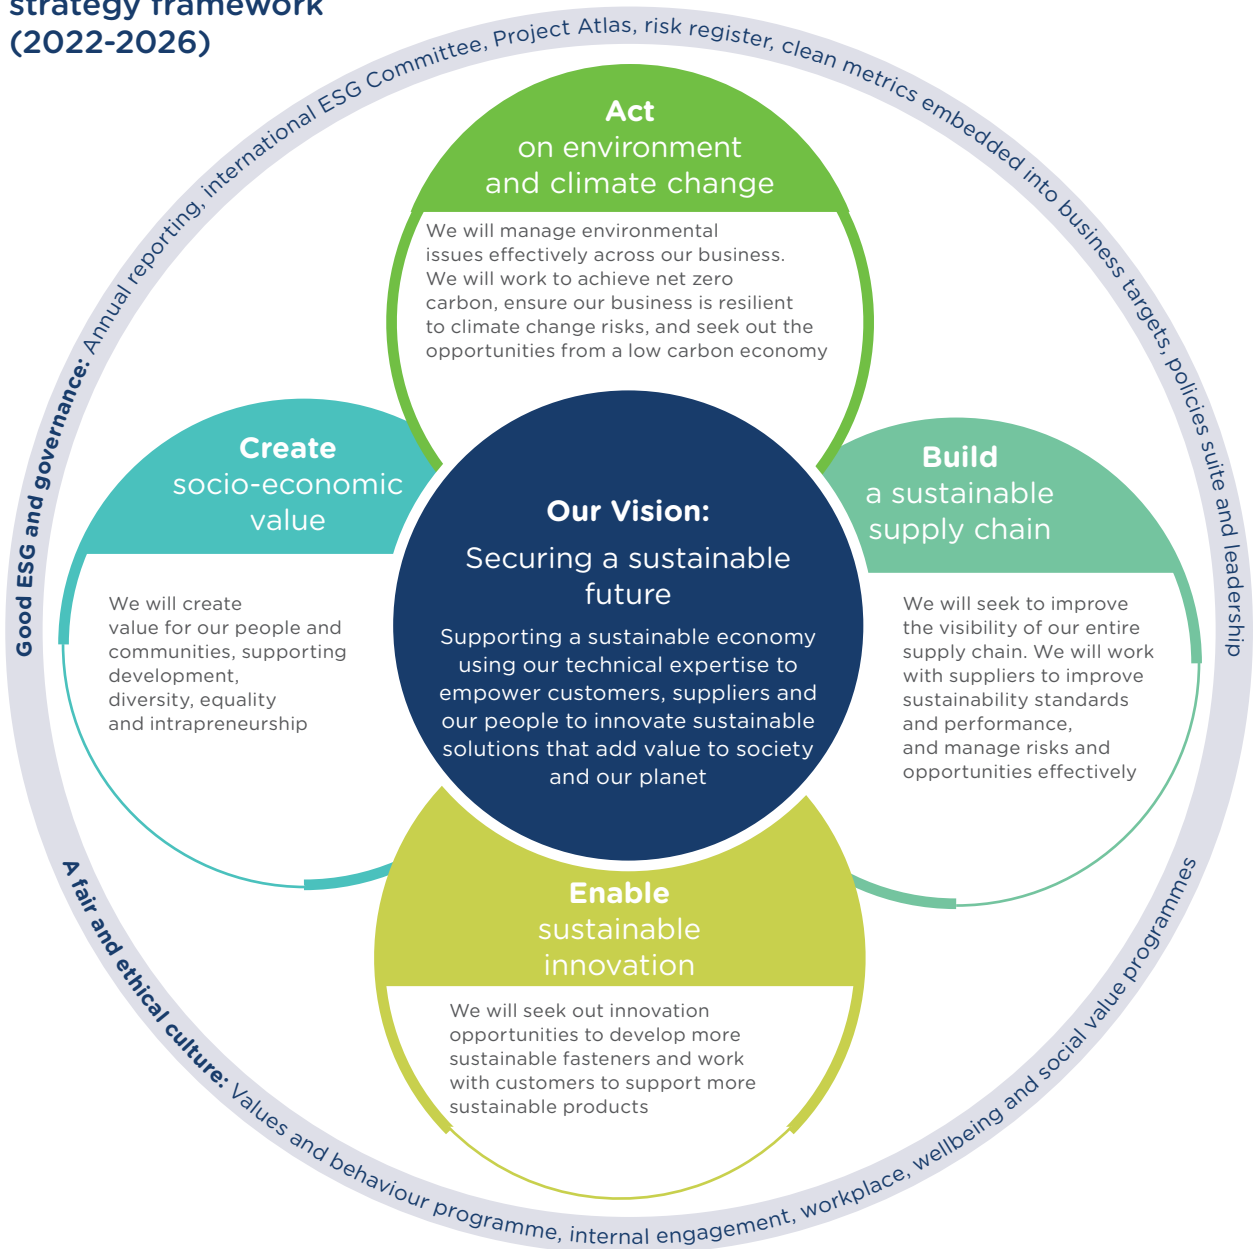 strategy framework
(2022-2026)
Good ESG and governance: Annual reporting, international ESG Committee, Project Atlas, risk register, clean metrics embedded into business targets, policies suite and leadership
Act
on environment
and climate change
We will manage environmental
issues effectively across our business.
We will work to achieve net zero
carbon, ensure our business is resilient
to climate change risks, and seek out the
opportunities from a low carbon economy
Create
socio-economic
value
We will create
value for our people and
communities, supporting
development,
diversity, equality
and intrapreneurship
Our Vision:
Securing a sustainable
future
Supporting a sustainable economy
using our technical expertise to
empower customers, suppliers and
our people to innovate sustainable
solutions that add value to society
and our planet
Build
a sustainable
supply chain
We will seek to improve
the visibility of our entire
supply chain. We will work
with suppliers to improve
sustainability standards
and performance,
and manage risks and
opportunities effectively
Enable
sustainable
innovation
We will seek out innovation
opportunities to develop more
sustainable fasteners and work
with customers to support more
sustainable products
A fair and ethical culture: Values and behaviour programme, internal engagement, workplace, wellbeing and social value programmes